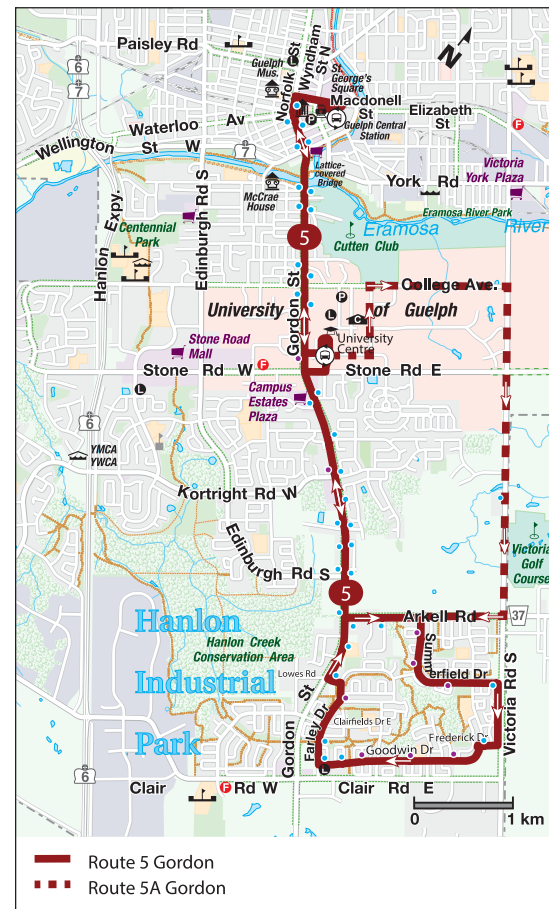 Paisley Rd
6
7
Guelph
Mus.
Norfolk St
Wyndham
St N
St
George's
Square
N
Macdonell
St
Guelph Central
Station
Elizabeth
St
F
P
Waterloo Av
Wellington St W
7
Lattice-
covered
Bridge
Victoria
York Plaza
York Rd
McCrae
House
Hanlon Expy.
Centennial
Park
Edinburgh Rd S
Eramosa River Park
Eramosa River
Cutten Club
5
College Ave.
University of Guelph
Gordon St
P
L
C
University
Centre
Stone Road
Mall
F
Stone Rd W
Stone Rd E
L
Campus
Estates
Plaza
6
YMCA
YWCA
Kortright Rd W
Edinburgh Rd S
Victoria
Golf
Course
5
Hanlon
Industrial
Park
Arkell Rd
37
Hanlon Creek
Conservation Area
Summerfield Dr
Lowes Rd
Gordon St
Farley Dr
Clairfields Dr E
Frederick Dr
Goodwin Dr
Victoria Rd S
6
L
Clair
F
Rd W
Clair Rd E
0
1 km
Route 5 Gordon
Route 5A Gordon